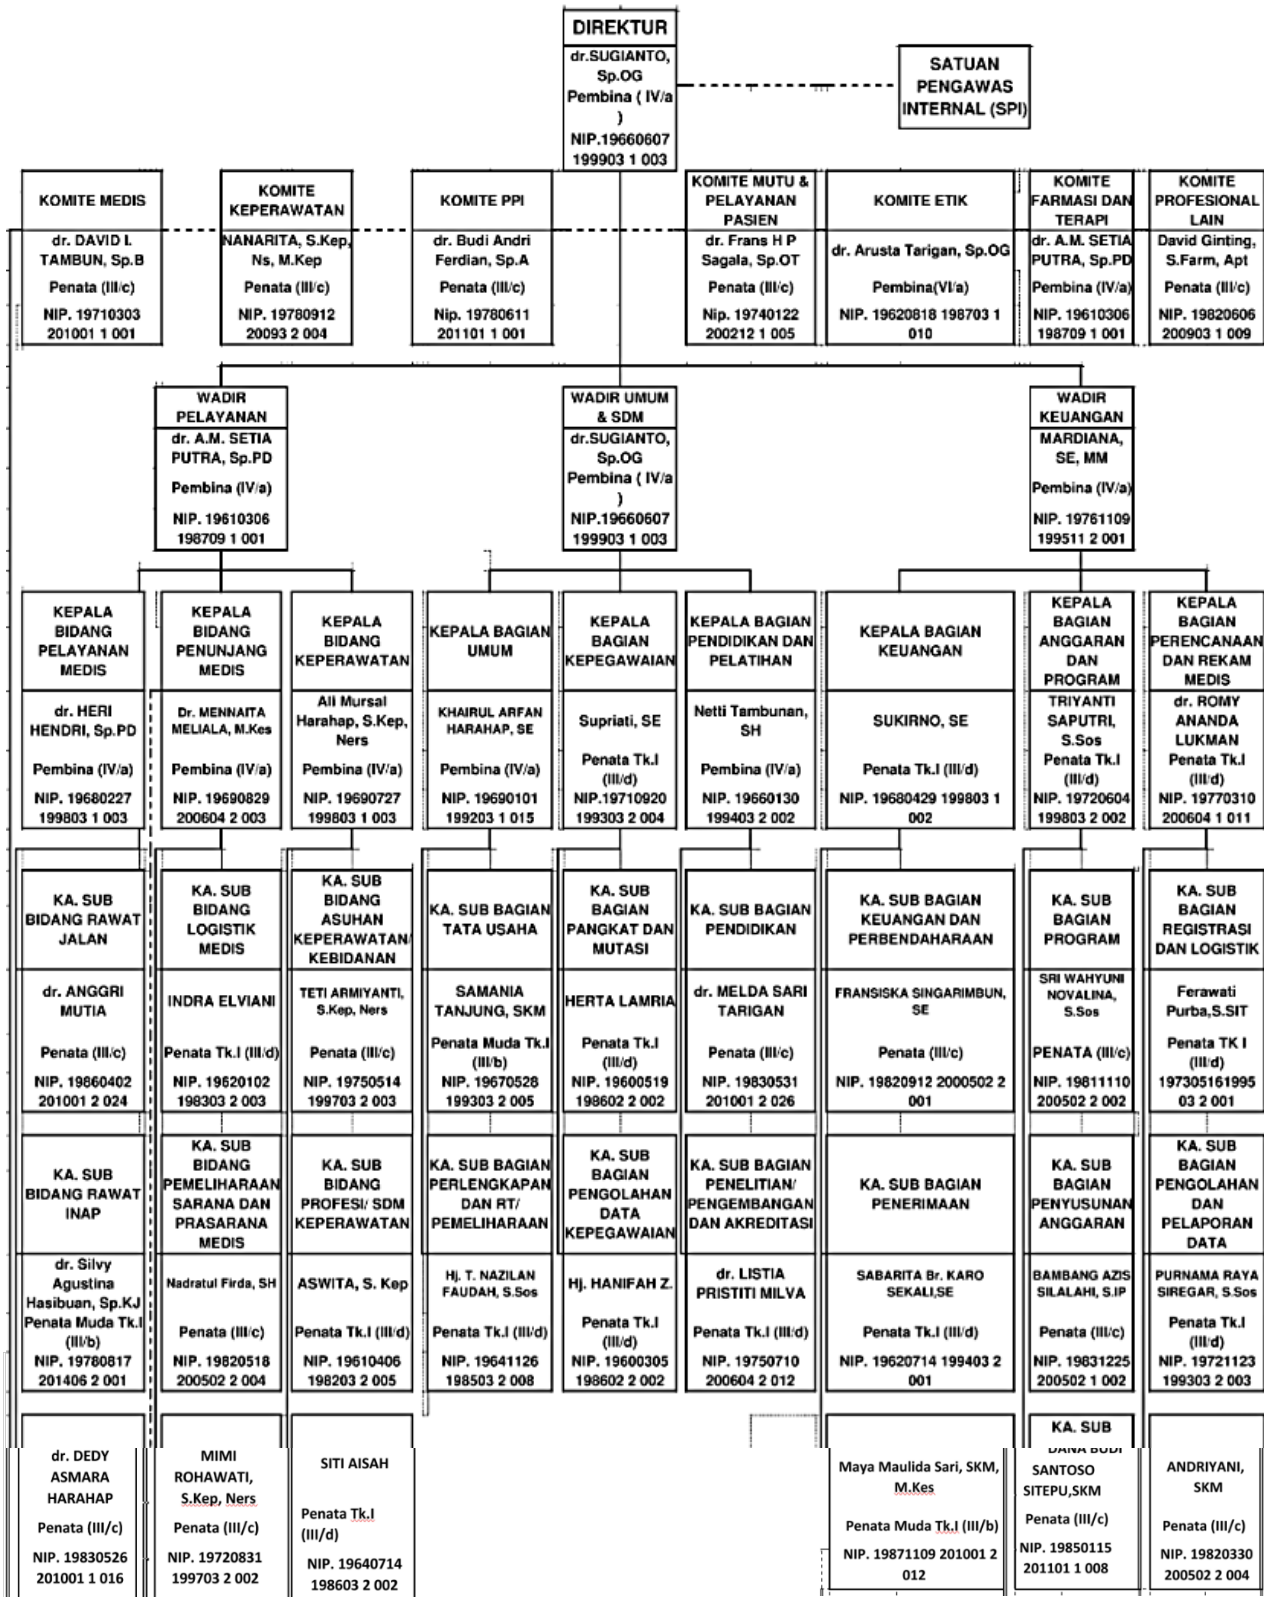 DIREKTUR
dr.SUGIANTO,
Sp.OG
Pembina ( IV/a
)
NIP.19660607
199903 1 003
SATUAN
PENGAWAS
INTERNAL (SPI)
KOMITE MEDIS
dr. DAVID L
TAMBUN, Sp.B
Penata (III/c)
NIP. 19710303
201001 1 001
KOMITE
KEPERAWATAN
NANARITA, S.Kep,
Ns, M.Kep
Penata (III/c)
NIP. 19780912
20093 2 004
KOMITE PPI
dr. Budi Andri
Ferdian, Sp.A
Penata (III/c)
Nip. 19780611
201101 1 001
KOMITE MUTU &
PELAYANAN
PASIEN
dr. Frans H P
Sagala, Sp.OT
Penata (III/c)
Nip. 19740122
200212 1 005
KOMITE ETIK
dr. Arusta Tarigan, Sp.OG
Pembina(VI/a)
NIP. 19620818 198703 1
010
KOMITE
FARMASI DAN
TERAPI
dr. A.M. SETIA
PUTRA, Sp.PD
Pembina (IV/a)
NIP. 19610306
198709 1 001
KOMITE
PROFESIONAL
LAIN
David Ginting,
S.Farm, Apt
Penata (III/c)
NIP. 19820606
200903 1 009
WADIR
PELAYANAN
dr. A.M. SETIA
PUTRA, Sp.PD
Pembina (IV/a)
NIP. 19610306
198709 1 001
WADIR UMUM
& SDM
dr.SUGIANTO,
Sp.OG
Pembina ( IV/a
)
NIP.19660607
199903 1 003
WADIR
KEUANGAN
MARDIANA,
SE, MM
Pembina (IV/a)
NIP. 19761109
199511 2 001
KEPALA
BIDANG
PELAYANAN
MEDIS
dr. HERI
HENDRI, Sp.PD
Pembina (IV/a)
NIP. 19680227
199803 1 003
KEPALA
BIDANG
PENUNJANG
MEDIS
Dr. MENNAITA
MELIALA, M.Kes
Pembina (IV/a)
NIP. 19690829
200604 2 003
KEPALA
BIDANG
KEPERAWATAN
Ali Mursal
Harahap, S.Kep,
Ners
Pembina (IV/a)
NIP. 19690727
199803 1 003
KEPALA BAGIAN
UMUM
KHAIRUL ARFAN
HARAHAP, SE
Pembina (IV/a)
NIP. 19690101
199203 1 015
KEPALA
BAGIAN
KEPEGAWAIAN
Supriati, SE
Penata Tk.I
(III/d)
NIP.19710920
199303 2 004
KEPALA BAGIAN
PENDIDIKAN DAN
PELATIHAN
Netti Tambunan,
SH
Pembina (IV/a)
NIP. 19660130
199403 2 002
KEPALA BAGIAN
KEUANGAN
SUKIRNO, SE
Penata Tk.I (III/d)
NIP. 19680429 199803 1
002
KEPALA
BAGIAN
ANGGARAN
DAN
PROGRAM
TRIYANTI
SAPUTRI,
S.Sos
Penata Tk.I
(III/d)
NIP. 19720604
199803 2 002
KEPALA
BAGIAN
PERENCANAAN
DAN REKAM
MEDIS
dr. ROMY
ANANDA
LUKMAN
Penata Tk.I
(III/d)
NIP. 19770310
200604 1 011
KA. SUB
BIDANG RAWAT
JALAN
dr. ANGGRI
MUTIA
Penata (III/c)
NIP. 19860402
201001 2 024
KA. SUB
BIDANG
LOGISTIK
MEDIS
INDRA ELVIANI
Penata Tk.I (III/d)
NIP. 19620102
198303 2 003
KA. SUB
BIDANG
ASUHAN
KEPERAWATAN/
KEBIDANAN
TETI ARMIYANTI,
S.Kep, Ners
Penata (III/c)
NIP. 19750514
199703 2 003
KA. SUB BAGIAN
TATA USAHA
SAMANIA
TANJUNG, SKM
Penata Muda Tk.I
(III/b)
NIP. 19670528
199303 2 005
KA. SUB
BAGIAN
PANGKAT DAN
MUTASI
HERTA LAMRIA
Penata Tk.I
(III/d)
NIP. 19600519
198602 2 002
KA. SUB BAGIAN
PENDIDIKAN
dr. MELDA SARI
TARIGAN
Penata (III/c)
NIP. 19830531
201001 2 026
KA. SUB BAGIAN
KEUANGAN DAN
PERBENDAHARAAN
FRANSISKA SINGARIMBUN,
SE
Penata (III/c)
NIP. 19820912 2000502 2
001
KA. SUB
BAGIAN
PROGRAM
SRI WAHYUNI
NOVALINA,
S.Sos
PENATA (III/c)
NIP. 19811110
200502 2 002
KA. SUB
BAGIAN
REGISTRASI
DAN LOGISTIK
Ferawati
Purba,S.SIT
Penata TK I
(III/d)
197305161995
03 2 001
KA. SUB
BIDANG RAWAT
INAP
dr. Silvy
Agustina
Hasibuan, Sp.KJ
Penata Muda Tk.I
(III/b)
NIP. 19780817
201406 2 001
KA. SUB
BIDANG
PEMELIHARAAN
SARANA DAN
PRASARANA
MEDIS
Nadratul Firda, SH
Penata (III/c)
NIP. 19820518
200502 2 004
KA. SUB
BIDANG
PROFESI/ SDM
KEPERAWATAN
ASWITA, S. Kep
Penata Tk.I (III/d)
NIP. 19610406
198203 2 005
KA. SUB BAGIAN
PERLENGKAPAN
DAN RT/
PEMELIHARAAN
Hj. T. NAZILAN
FAUDAH, S.Sos
Penata Tk.I (III/d)
NIP. 19641126
198503 2 008
KA. SUB
BAGIAN
PENGOLAHAN
DATA
KEPEGAWAIAN
Hj. HANIFAH Z.
Penata Tk.I
(III/d)
NIP. 19600305
198602 2 002
KA. SUB BAGIAN
PENELITIAN/
PENGEMBANGAN
DAN AKREDITASI
dr. LISTIA
PRISTITI MILVA
Penata Tk.I (III/d)
NIP. 19750710
200604 2 012
KA. SUB BAGIAN
PENERIMAAN
SABARITA Br. KARO
SEKALI,SE
Penata Tk.I (III/d)
NIP. 19620714 199403 2
001
KA. SUB
BAGIAN
PENYUSUNAN
ANGGARAN
BAMBANG AZIS
SILALAHI, S.IP
Penata (III/c)
NIP. 19831225
200502 1 002
KA. SUB
BAGIAN
PENGOLAHAN
DAN
PELAPORAN
DATA
PURNAMA RAYA
SIREGAR, S.Sos
Penata Tk.I
(III/d)
NIP. 19721123
199303 2 003
dr. DEDY
ASMARA
HARAHAP
Penata (III/c)
NIP. 19830526
201001 1 016
MIMI
ROHAWATI,
S.Kep, Ners
Penata (III/c)
NIP. 19720831
199703 2 002
SITI AISAH
Penata Tk.I
(III/d)
NIP. 19640714
198603 2 002
Maya Maulida Sari, SKM,
M.Kes
Penata Muda Tk.I (III/b)
NIP. 19871109 201001 2
012
KA. SUB
DANA BUDI
SANTOSO
SITEPU,SKM
Penata (III/c)
NIP. 19850115
201101 1 008
ANDRIYANI,
SKM
Penata (III/c)
NIP. 19820330
200502 2 004